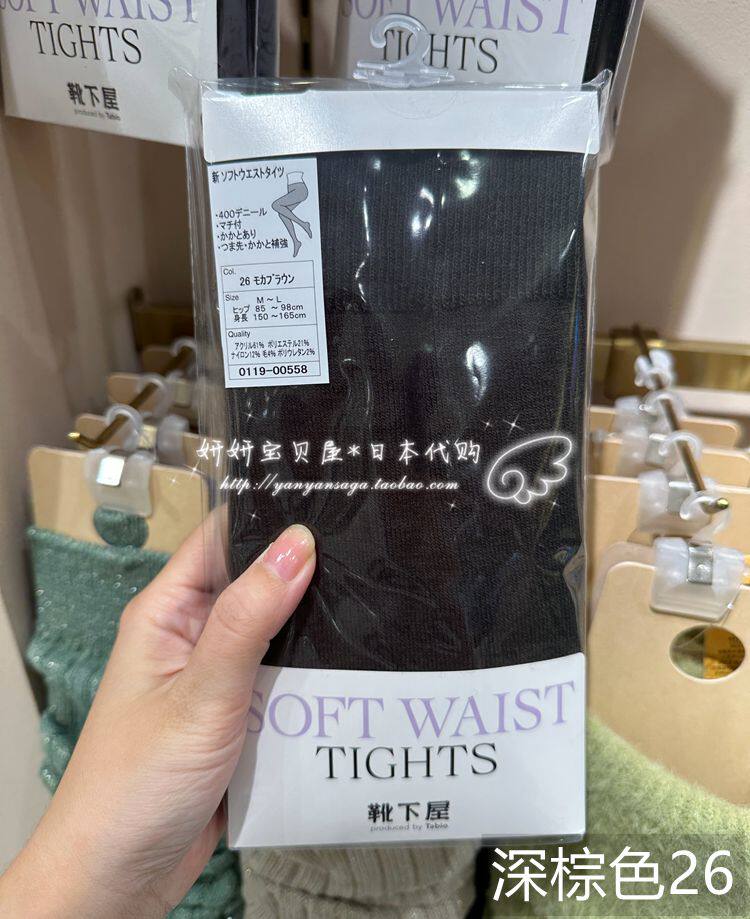 SOFT WAIST
TIGHTS
靴下屋
produced by Tabio
SOFT WAIST
TIGHTS
新 ソフトウエストタイツ
・400デニール
・マチ付
・かかとあり
・つま先・かかと補強
Col.
26 モカブラウン
Size
M ～ L
ヒップ 85 ～ 98cm
身長 150 ～ 165cm
Quality
アクリル61% ポリエステル21%
ナイロン12% 毛4% ポリウレタン2%
0119-00558
妍妍宝贝屋*日本代购
http://yanyansaga.taobao.com
SOFT WAIST
TIGHTS
靴下屋
produced by Tabio
深棕色26